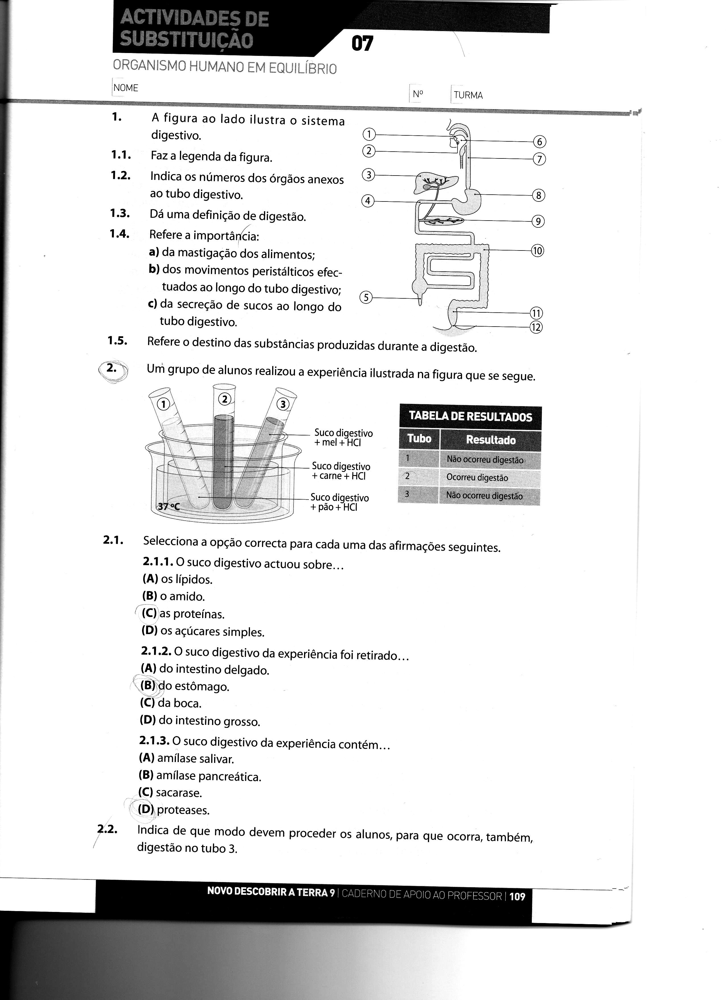 ACTIVIDADES DE
SUBSTITUIÇÃO
07
ORGANISMO HUMANO EM EQUILÍBRIO
NOME
Nº
TURMA
1. A figura ao lado ilustra o sistema
digestivo.
1.1. Faz a legenda da figura.
1.2. Indica os números dos órgãos anexos
ao tubo digestivo.
1.3. Dá uma definição de digestão.
1.4. Refere a importância:
a) da mastigação dos alimentos;
b) dos movimentos peristálticos efec-
tuados ao longo do tubo digestivo;
c) da secreção de sucos ao longo do
tubo digestivo.
1
2
3
4
5
6
7
8
9
10
11
12
1.5. Refere o destino das substâncias produzidas durante a digestão.
2. Um grupo de alunos realizou a experiência ilustrada na figura que se segue.
1
2
3
Suco digestivo
+ mel + HCl
Suco digestivo
+ carne + HCl
Suco digestivo
+ pão + HCl
37 ºC
TABELA DE RESULTADOS
Tubo Resultado
1 Não ocorreu digestão
2 Ocorreu digestão
3 Não ocorreu digestão
2.1. Selecciona a opção correcta para cada uma das afirmações seguintes.
2.1.1. O suco digestivo actuou sobre…
(A) os lípidos.
(B) o amido.
(C) as proteínas.
(D) os açúcares simples.
2.1.2. O suco digestivo da experiência foi retirado…
(A) do intestino delgado.
(B) do estômago.
(C) da boca.
(D) do intestino grosso.
2.1.3. O suco digestivo da experiência contém…
(A) amílase salivar.
(B) amílase pancreática.
(C) sacarase.
(D) proteases.
2.2. Indica de que modo devem proceder os alunos, para que ocorra, também,
digestão no tubo 3.
NOVO DESCOBRIR A TERRA 9 | CADERNO DE APOIO AO PROFESSOR | 109